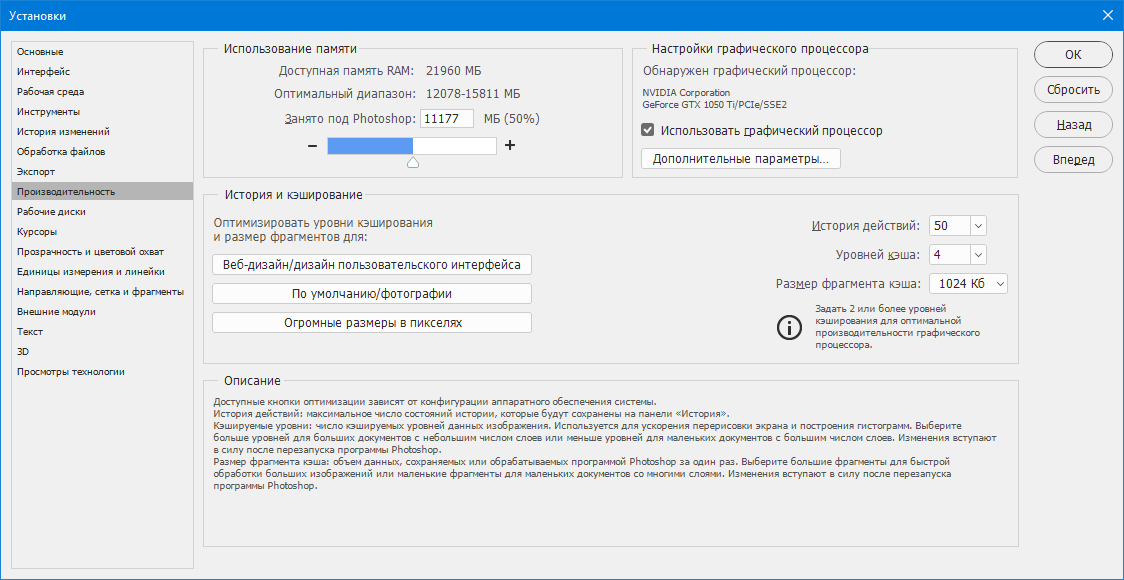 Установки
Основные
Интерфейс
Рабочая среда
Инструменты
История изменений
Обработка файлов
Экспорт
Производительность
Рабочие диски
Курсоры
Прозрачность и цветовой охват
Единицы измерения и линейки
Направляющие, сетка и фрагменты
Внешние модули
Текст
3D
Просмотры технологии
Использование памяти
Доступная память RAM: 21960 МБ
Оптимальный диапазон: 12078-15811 МБ
Занято под Photoshop: 11177 МБ (50%)
− +
Настройки графического процессора
Обнаружен графический процессор:
NVIDIA Corporation
GeForce GTX 1050 Ti/PCIe/SSE2
Использовать графический процессор
Дополнительные параметры...
OK
Сбросить
Назад
Вперед
История и кэширование
Оптимизировать уровни кэширования
и размер фрагментов для:
Веб-дизайн/дизайн пользовательского интерфейса
По умолчанию/фотографии
Огромные размеры в пикселях
История действий: 50
Уровней кэша: 4
Размер фрагмента кэша: 1024 Кб
Задать 2 или более уровней
кэширования для оптимальной
производительности графического
процессора.
Описание
Доступные кнопки оптимизации зависят от конфигурации аппаратного обеспечения системы.
История действий: максимальное число состояний истории, которые будут сохранены на панели «История».
Кэшируемые уровни: число кэшируемых уровней данных изображения. Используется для ускорения перерисовки экрана и построения гистограмм. Выберите
больше уровней для больших документов с небольшим числом слоев или меньше уровней для маленьких документов с большим числом слоев. Изменения вступают
в силу после перезапуска программы Photoshop.
Размер фрагмента кэша: объем данных, сохраняемых или обрабатываемых программой Photoshop за один раз. Выберите большие фрагменты для быстрой
обработки больших изображений или маленькие фрагменты для маленьких документов со многими слоями. Изменения вступают в силу после перезапуска
программы Photoshop.